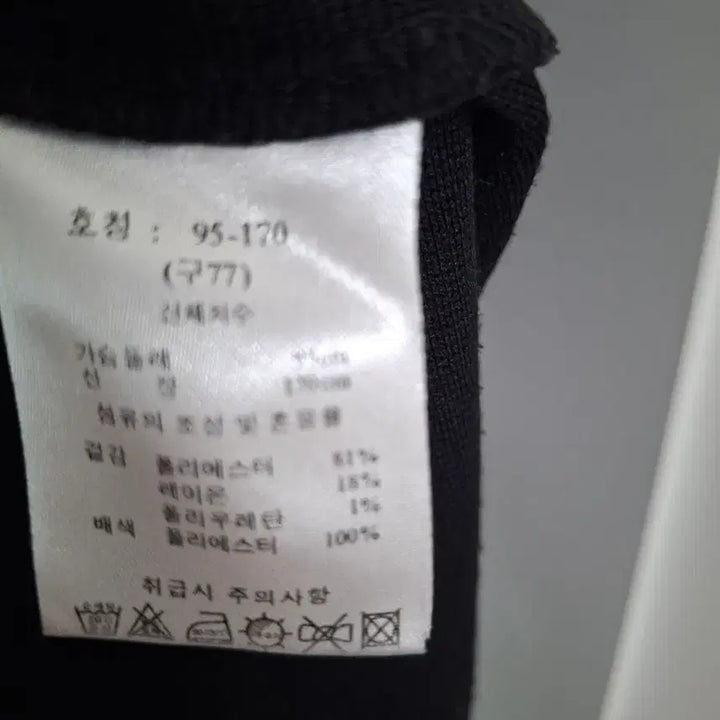 호칭 : 95-170
(구77)
신체치수
가슴둘레 95cm
신 장 170cm
섬유의 조성 및 혼용률
겉감 폴리에스터 81%
레이온 18%
폴리우레탄 1%
배색 폴리에스터 100%
취급시 주의사항